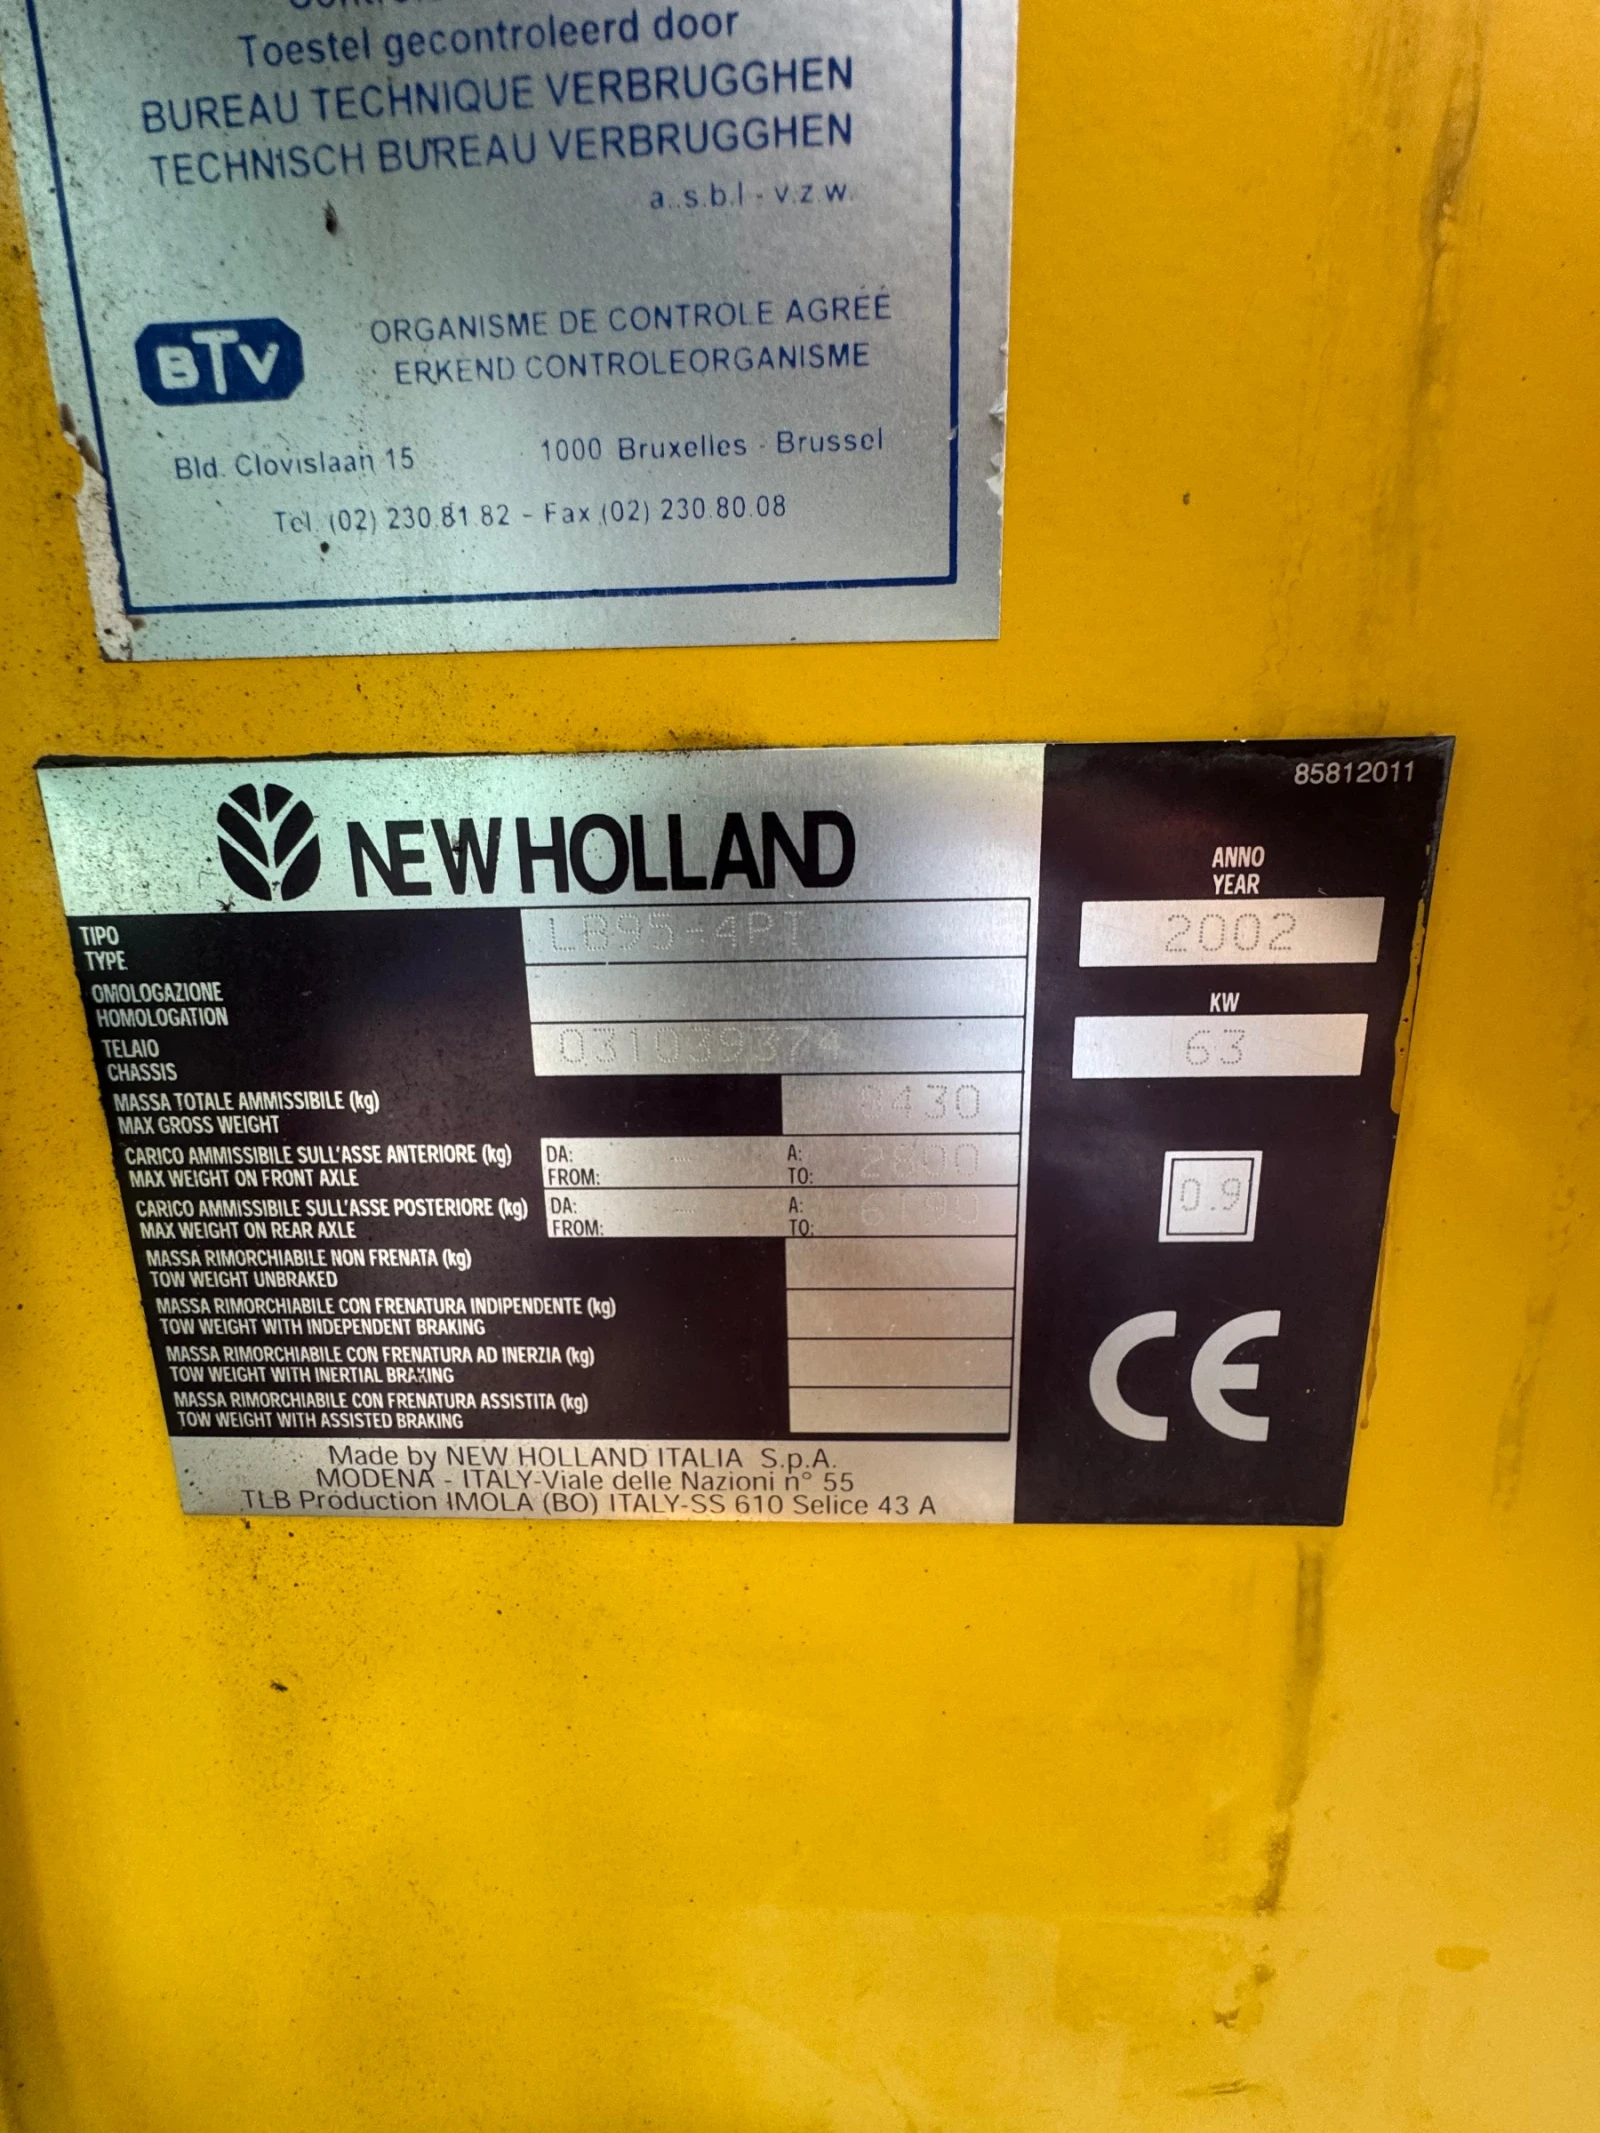 Toestel gecontroleerd door
BUREAU TECHNIQUE VERBRUGGHEN
TECHNISCH BUREAU VERBRUGGHEN
a.s.b.l - v.z.w.
BTV
ORGANISME DE CONTROLE AGRÉÉ
ERKEND CONTROLEORGANISME
Bld. Clovislaan 15 1000 Bruxelles - Brussel
Tel. (02) 230.81.82 - Fax (02) 230.80.08
85812011
NEW HOLLAND
ANNO
YEAR
2002
TIPO
TYPE
LB95-4PT
OMOLOGAZIONE
HOMOLOGATION
KW
63
TELAIO
CHASSIS
031039374
MASSA TOTALE AMMISSIBILE (kg)
MAX GROSS WEIGHT
8430
CARICO AMMISSIBILE SULL'ASSE ANTERIORE (kg) DA: — A:
MAX WEIGHT ON FRONT AXLE FROM: TO:
CARICO AMMISSIBILE SULL'ASSE POSTERIORE (kg) DA: — A:
MAX WEIGHT ON REAR AXLE FROM: TO:
0.9
MASSA RIMORCHIABILE NON FRENATA (kg)
TOW WEIGHT UNBRAKED
MASSA RIMORCHIABILE CON FRENATURA INDIPENDENTE (kg)
TOW WEIGHT WITH INDEPENDENT BRAKING
MASSA RIMORCHIABILE CON FRENATURA AD INERZIA (kg)
TOW WEIGHT WITH INERTIAL BRAKING
MASSA RIMORCHIABILE CON FRENATURA ASSISTITA (kg)
TOW WEIGHT WITH ASSISTED BRAKING
CE
Made by NEW HOLLAND ITALIA S.p.A.
MODENA - ITALY-Viale delle Nazioni n° 55
TLB Production IMOLA (BO) ITALY-SS 610 Selice 43 A